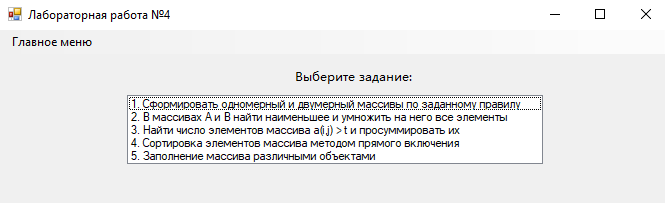 Лабораторная работа №4
Главное меню
Выберите задание:
1. Сформировать одномерный и двумерный массивы по заданному правилу
2. В массивах А и В найти наименьшее и умножить на него все элементы
3. Найти число элементов массива a(i,j) > t и просуммировать их
4. Сортировка элементов массива методом прямого включения
5. Заполнение массива различными объектами